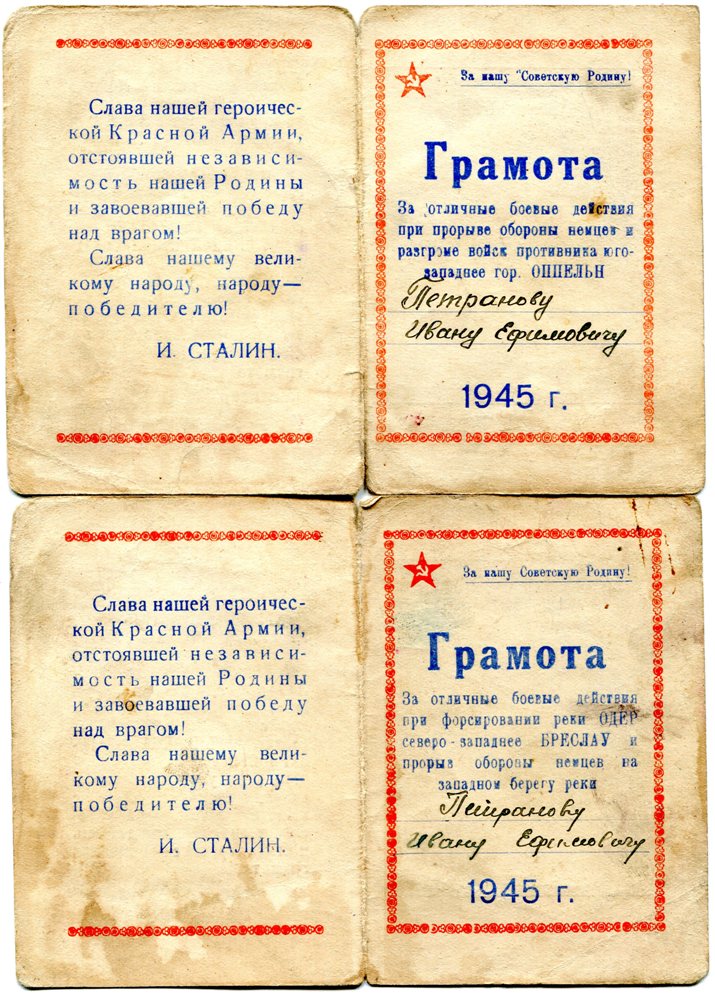 Слава нашей героичес-
кой Красной Армии,
отстоявшей независи-
мость нашей Родины
и завоевавшей победу
над врагом!
Слава нашему вели-
кому народу, народу—
победителю!
И. СТАЛИН.
За нашу "Советскую Родину!
Грамота
За отличные боевые действия
при прорыве обороны немцев и
разгроме войск противника юго-
западнее гор. ОППЕЛЬН
Петранову
Ивану Ефимовичу
1945 г.
Слава нашей героичес-
кой Красной Армии,
отстоявшей независи-
мость нашей Родины
и завоевавшей победу
над врагом!
Слава нашему вели-
кому народу, народу—
победителю!
И. СТАЛИН.
За нашу Советскую Родину!
Грамота
За отличные боевые действия
при форсировании реки ОДЕР
северо-западнее БРЕСЛАУ и
прорыв обороны немцев на
западном берегу реки
Петранову
Ивану Ефимовичу
1945 г.